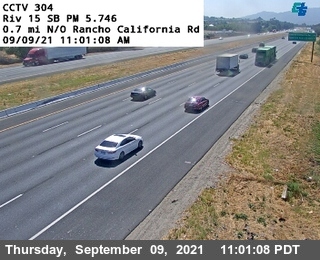 CCTV 304
Riv 15 SB PM 5.746
0.7 mi N/O Rancho California Rd
09/09/21 11:01:08 AM
Thursday, September 09, 2021 11:01:08 PDT